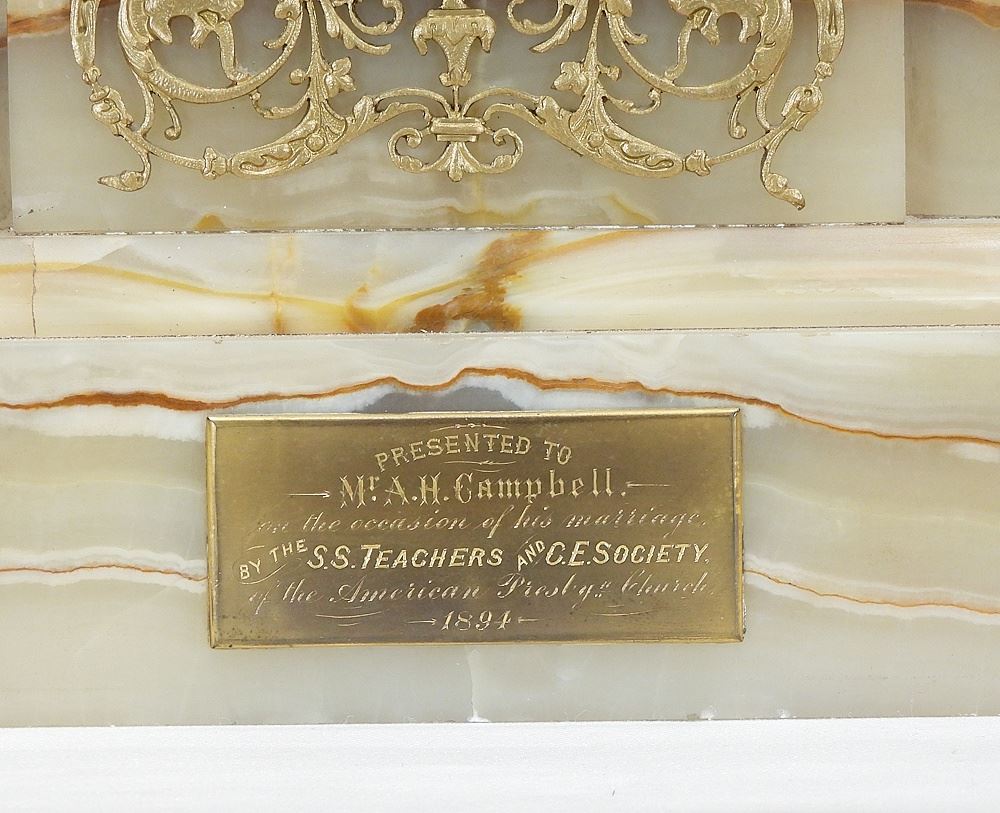 PRESENTED TO
Mr. A.H. Campbell.
on the occasion of his marriage,
BY THE S.S. TEACHERS AND C.E. SOCIETY,
of the American Presbyn. Church,
1894